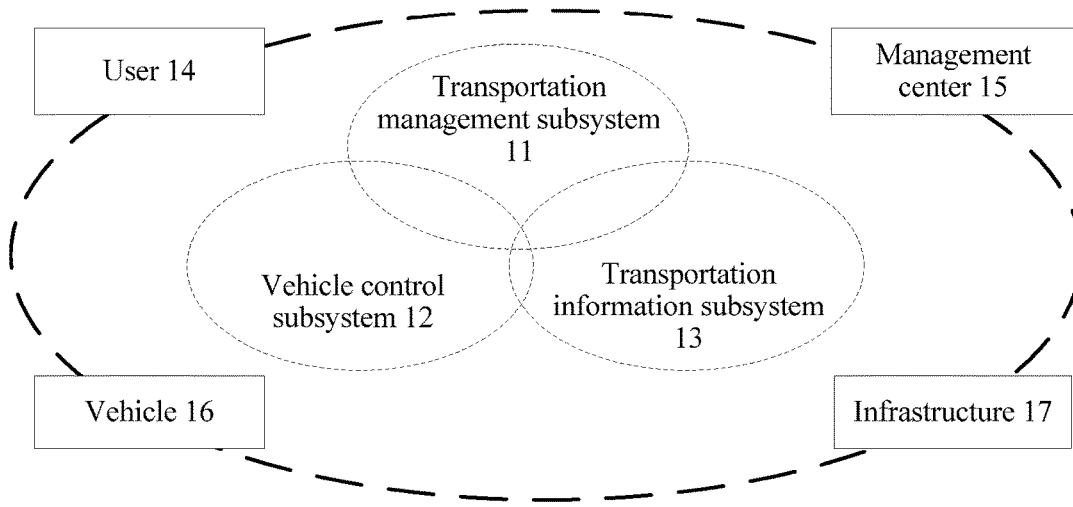 User 14
Management
center 15
Transportation
management subsystem
11
Vehicle control
subsystem 12
Transportation
information subsystem
13
Vehicle 16
Infrastructure 17